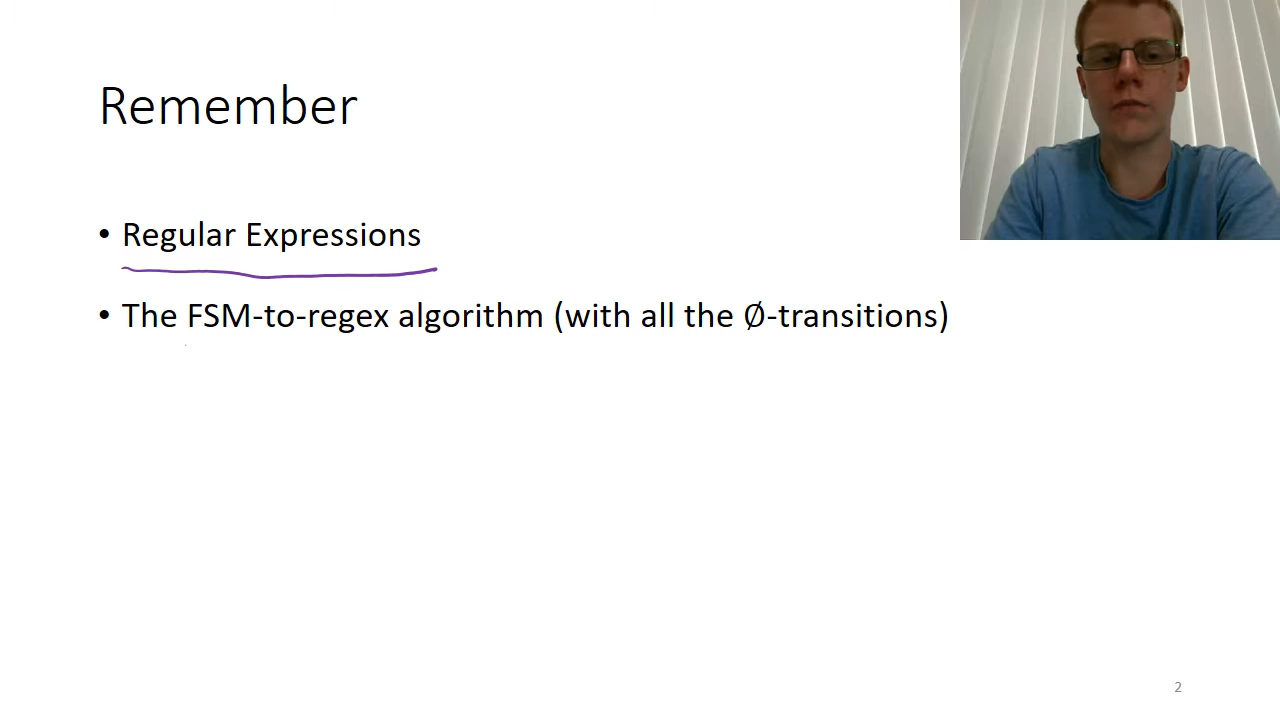 Remember
• Regular Expressions
• The FSM-to-regex algorithm (with all the Ø-transitions)
2